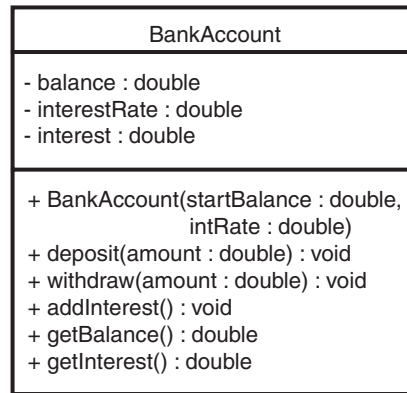 BankAccount
- balance : double
- interestRate : double
- interest : double
+ BankAccount(startBalance : double,
intRate : double)
+ deposit(amount : double) : void
+ withdraw(amount : double) : void
+ addInterest() : void
+ getBalance() : double
+ getInterest() : double